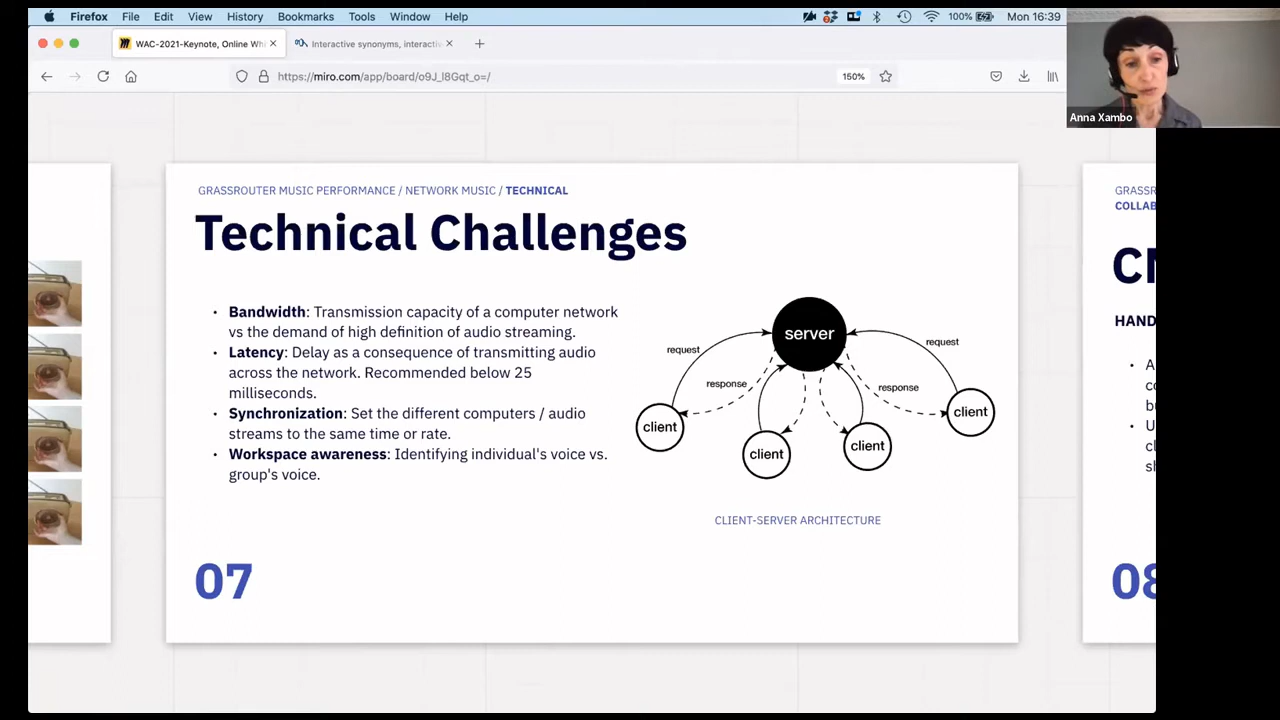 Firefox File Edit View History Bookmarks Tools Window Help 100% Mon 16:39
WAC-2021-Keynote, Online Whi
Interactive synonyms, interactiv
https://miro.com/app/board/o9J_l8Gqt_o=/
150%
Anna Xambo
GRASSROUTER MUSIC PERFORMANCE / NETWORK MUSIC / TECHNICAL
Technical Challenges
• Bandwidth: Transmission capacity of a computer network
vs the demand of high definition of audio streaming.
• Latency: Delay as a consequence of transmitting audio
across the network. Recommended below 25
milliseconds.
• Synchronization: Set the different computers / audio
streams to the same time or rate.
• Workspace awareness: Identifying individual's voice vs.
group's voice.
07
server
request
request
response
response
client
client
client
client
CLIENT-SERVER ARCHITECTURE
GRASSR
COLLAB
HAND
08